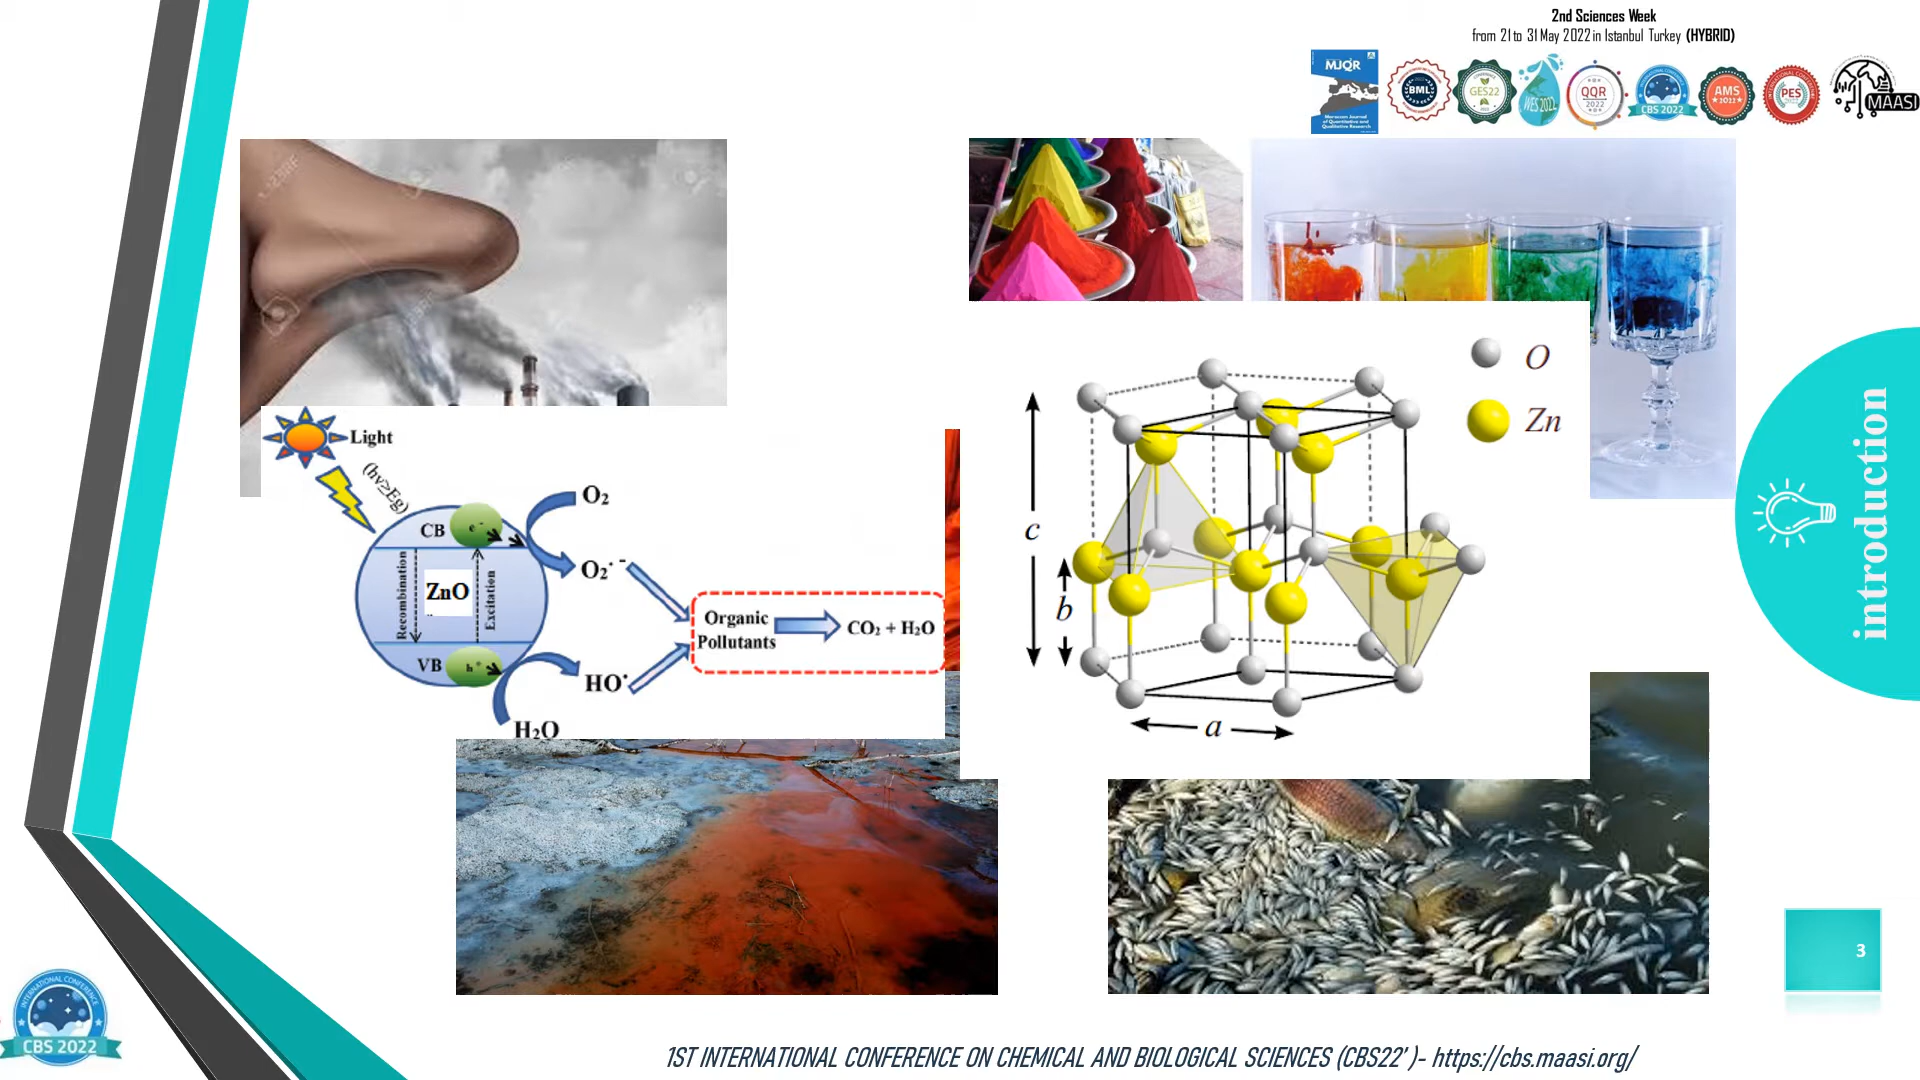 2nd Sciences Week
from 21 to 31 May 2022 in Istanbul Turkey (HYBRID)
MJQR
Moroccan Journal
of Quantitative and
Qualitative Research
BML
GES22
WES 2022
QQR
2022
CBS 2022
AMS
2022
PES
MAASI
Light
(hν≥Eg)
CB
e⁻
O₂
O₂·⁻
Recombination
ZnO
Excitation
VB
h⁺
HO·
H₂O
Organic
Pollutants
CO₂ + H₂O
O
Zn
c
b
a
introduction
3
INTERNATIONAL CONFERENCE
CBS 2022
1ST INTERNATIONAL CONFERENCE ON CHEMICAL AND BIOLOGICAL SCIENCES (CBS22' )- https://cbs.maasi.org/